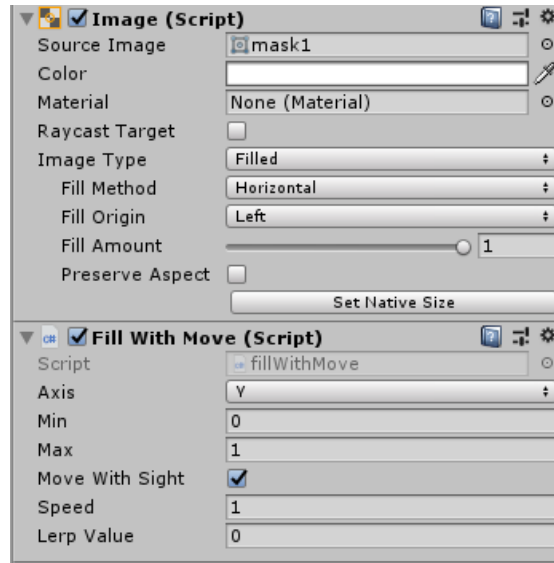 Image (Script)
Source Image mask1
Color
Material None (Material)
Raycast Target
Image Type Filled
Fill Method Horizontal
Fill Origin Left
Fill Amount 1
Preserve Aspect
Set Native Size
c# Fill With Move (Script)
Script fillWithMove
Axis Y
Min 0
Max 1
Move With Sight
Speed 1
Lerp Value 0